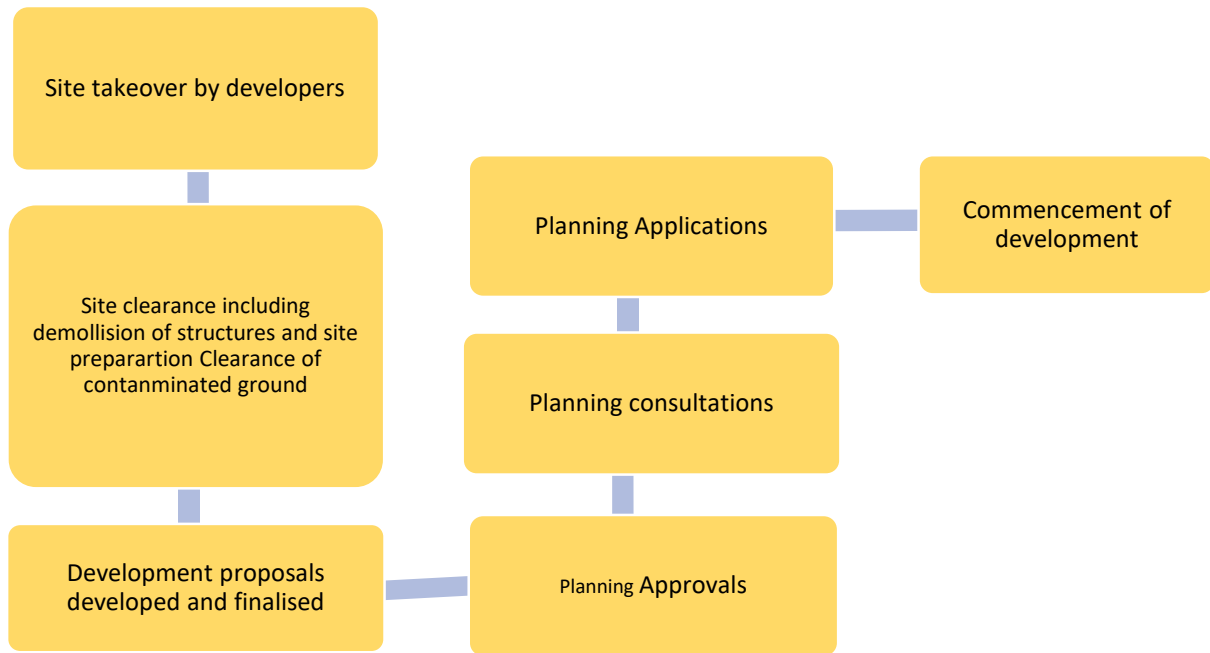 Site takeover by developers
Site clearance including
demollision of structures and site
preparartion Clearance of
contanminated ground
Development proposals
developed and finalised
Planning Approvals
Planning consultations
Planning Applications
Commencement of
development